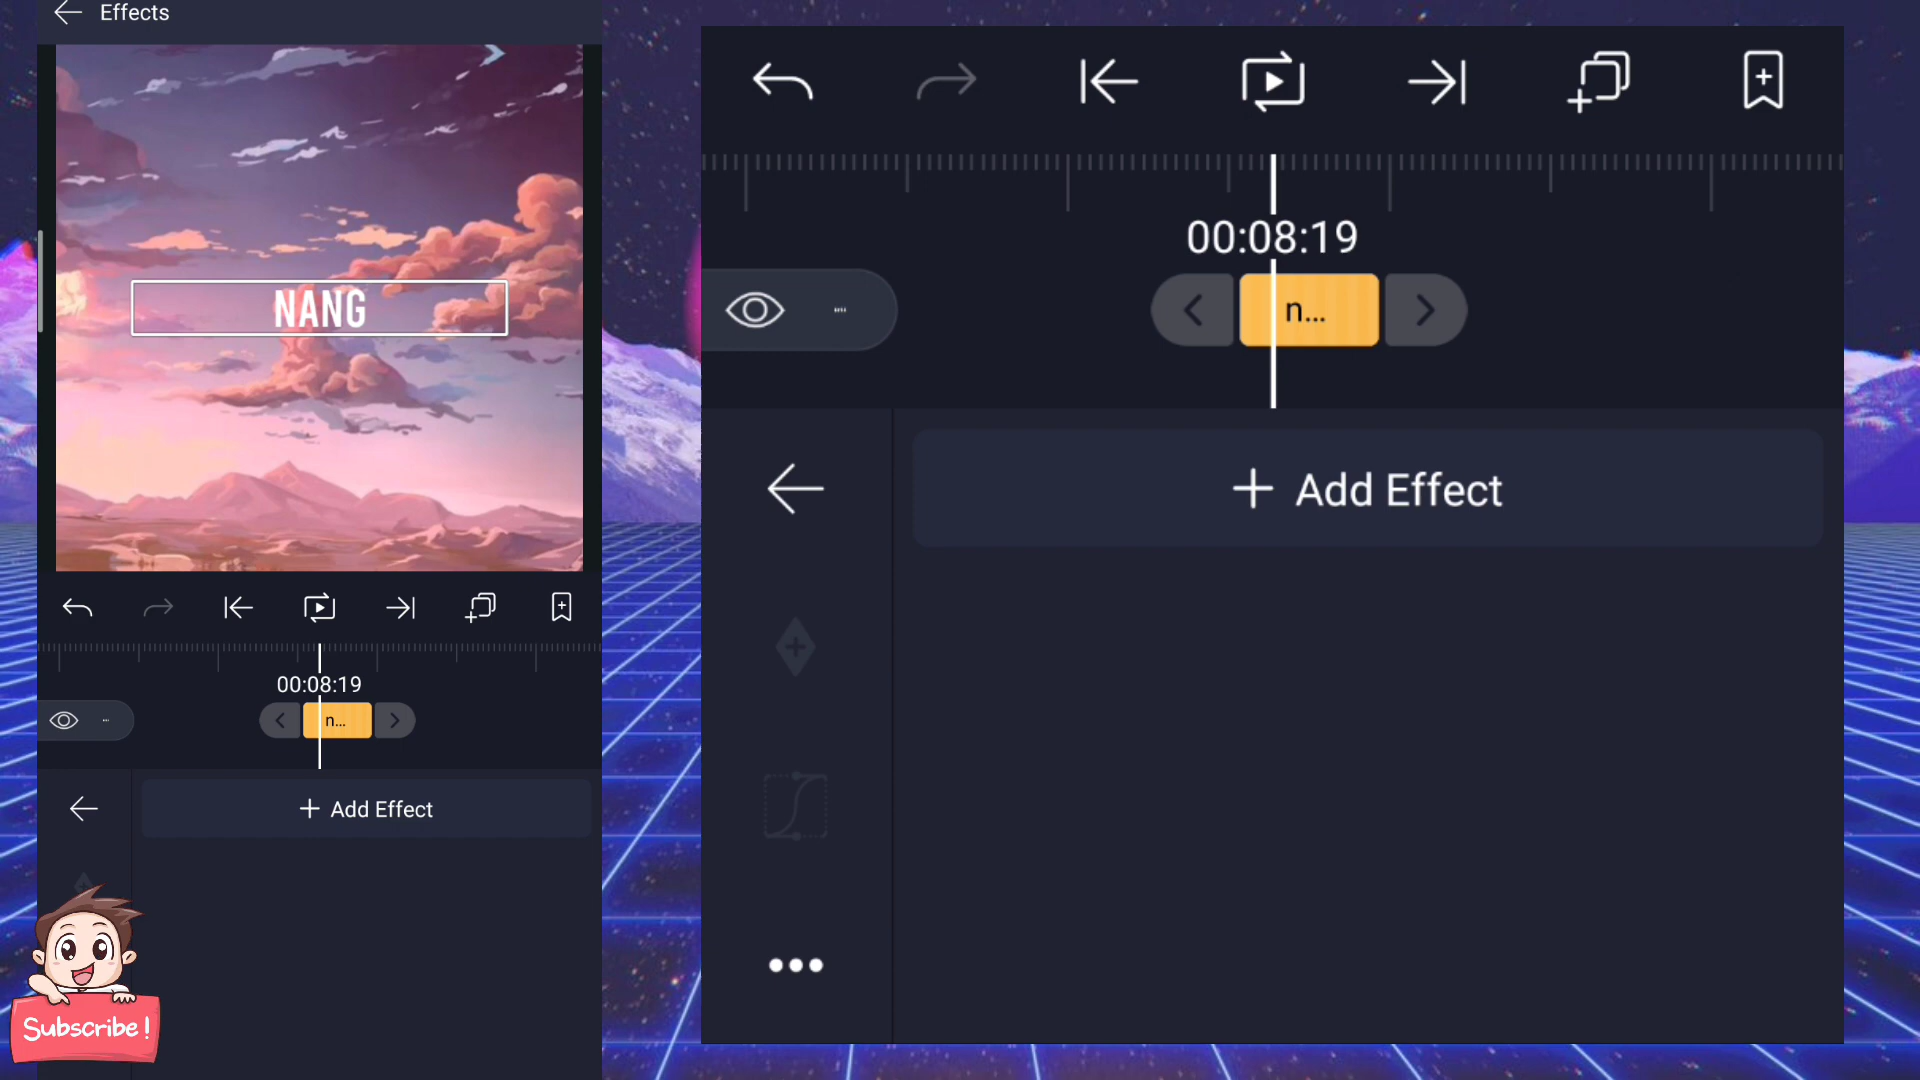 Effects
NANG
00:08:19
n...
+ Add Effect
Subscribe!
00:08:19
n...
+ Add Effect